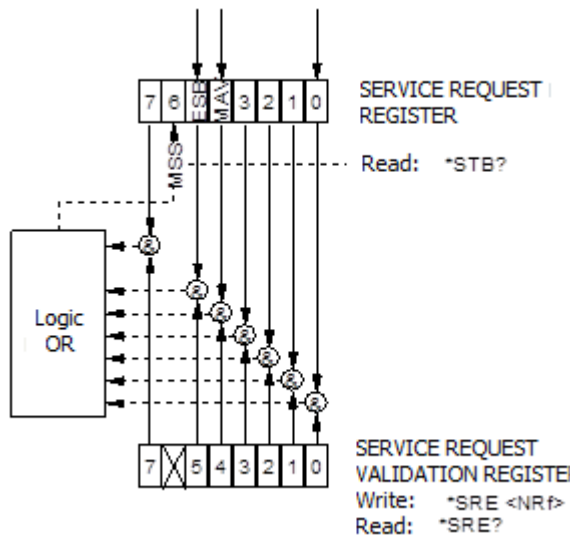 7 6 ESB MAV 3 2 1 0
SERVICE REQUEST
REGISTER
MSS
Read: *STB?
&
&
&
&
&
&
&
Logic
OR
7 5 4 3 2 1 0
SERVICE REQUEST
VALIDATION REGISTE
Write: *SRE <NRf>
Read: *SRE?